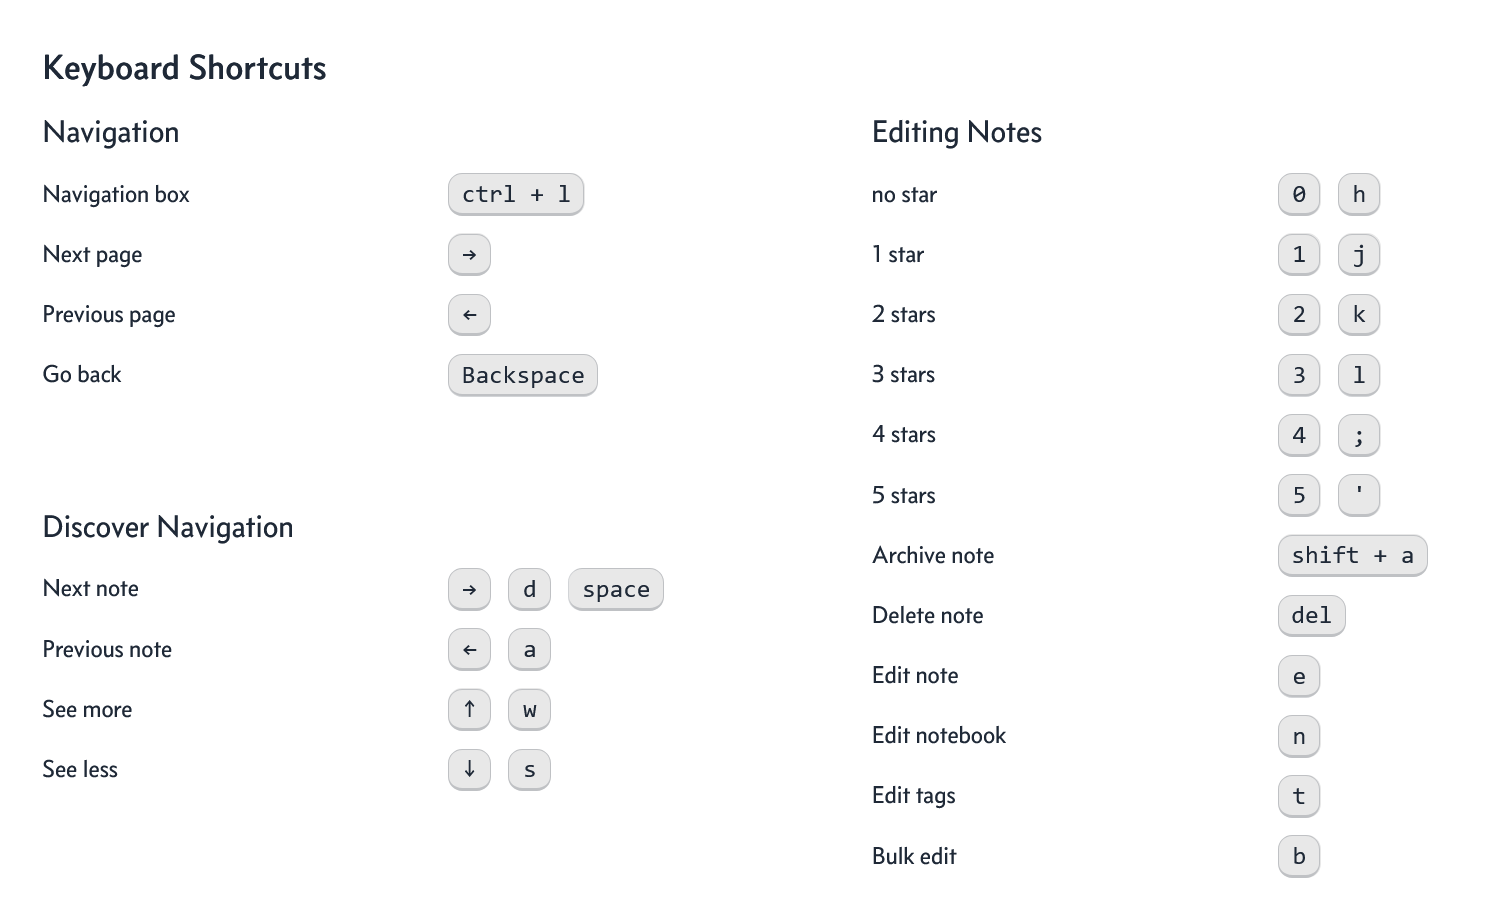 Keyboard Shortcuts
Navigation
Navigation box ctrl + l
Next page →
Previous page ←
Go back Backspace
Discover Navigation
Next note → d space
Previous note ← a
See more ↑ w
See less ↓ s
Editing Notes
no star 0 h
1 star 1 j
2 stars 2 k
3 stars 3 l
4 stars 4 ;
5 stars 5 '
Archive note shift + a
Delete note del
Edit note e
Edit notebook n
Edit tags t
Bulk edit b